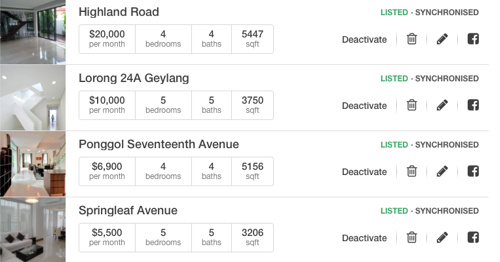 Highland Road
LISTED - SYNCHRONISED
$20,000 4 4 5447
per month bedrooms baths sqft
Deactivate
Lorong 24A Geylang
LISTED - SYNCHRONISED
$10,000 5 5 3750
per month bedrooms baths sqft
Deactivate
Ponggol Seventeenth Avenue
LISTED - SYNCHRONISED
$6,900 4 4 5156
per month bedrooms baths sqft
Deactivate
Springleaf Avenue
LISTED - SYNCHRONISED
$5,500 5 5 3206
per month bedrooms baths sqft
Deactivate